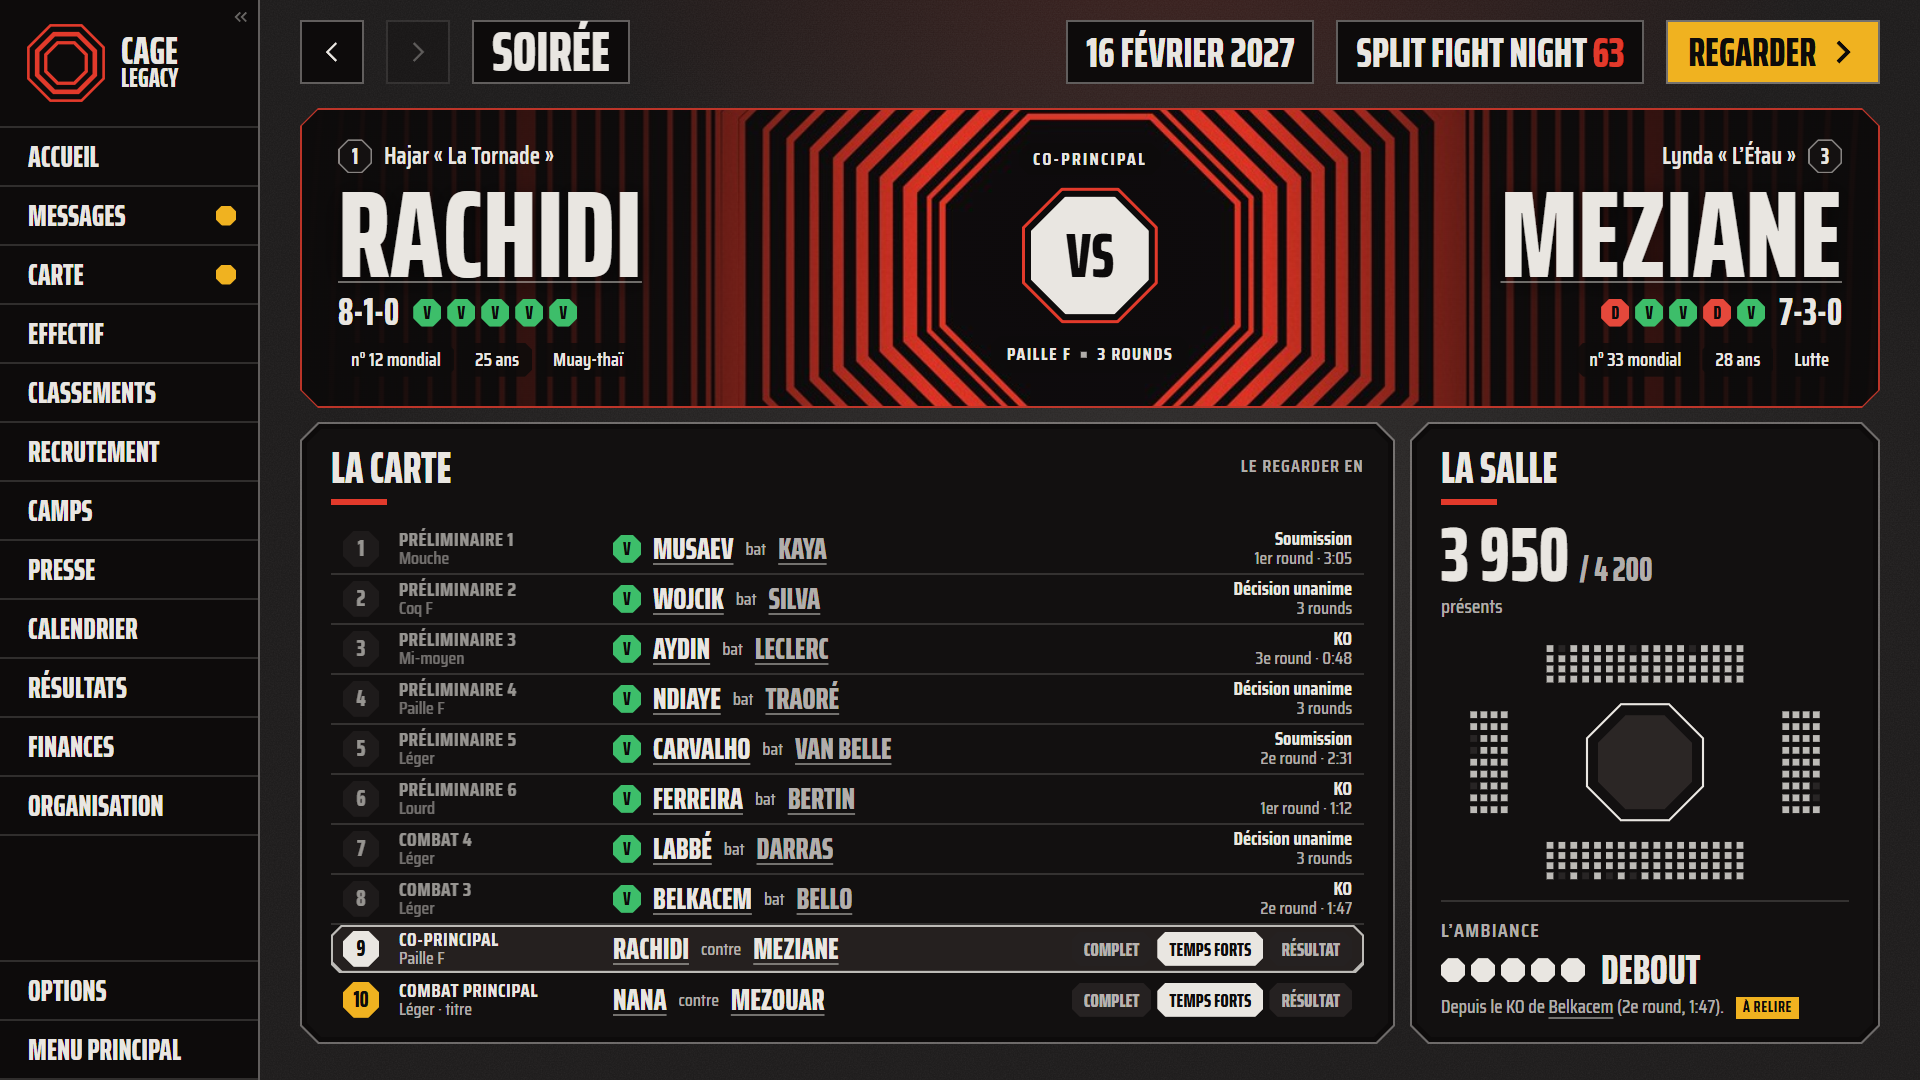 CAGE
LEGACY
ACCUEIL
MESSAGES
CARTE
EFFECTIF
CLASSEMENTS
RECRUTEMENT
CAMPS
PRESSE
CALENDRIER
RÉSULTATS
FINANCES
ORGANISATION
OPTIONS
MENU PRINCIPAL
SOIRÉE
16 FÉVRIER 2027
SPLIT FIGHT NIGHT 63
REGARDER
1 Hajar « La Tornade »
RACHIDI
8-1-0 V V V V V
n° 12 mondial 25 ans Muay-thaï
CO-PRINCIPAL
VS
PAILLE F ▪ 3 ROUNDS
Lynda « L'Étau » 3
MEZIANE
D V V D V 7-3-0
n° 33 mondial 28 ans Lutte
LA CARTE
LE REGARDER EN
1 PRÉLIMINAIRE 1 V MUSAEV bat KAYA Soumission
Mouche 1er round · 3:05
2 PRÉLIMINAIRE 2 V WOJCIK bat SILVA Décision unanime
Coq F 3 rounds
3 PRÉLIMINAIRE 3 V AYDIN bat LECLERC KO
Mi-moyen 3e round · 0:48
4 PRÉLIMINAIRE 4 V NDIAYE bat TRAORÉ Décision unanime
Paille F 3 rounds
5 PRÉLIMINAIRE 5 V CARVALHO bat VAN BELLE Soumission
Léger 2e round · 2:31
6 PRÉLIMINAIRE 6 V FERREIRA bat BERTIN KO
Lourd 1er round · 1:12
7 COMBAT 4 V LABBÉ bat DARRAS Décision unanime
Léger 3 rounds
8 COMBAT 3 V BELKACEM bat BELLO KO
Léger 2e round · 1:47
9 CO-PRINCIPAL RACHIDI contre MEZIANE COMPLET TEMPS FORTS RÉSULTAT
Paille F
10 COMBAT PRINCIPAL NANA contre MEZOUAR COMPLET TEMPS FORTS RÉSULTAT
Léger · titre
LA SALLE
3 950 / 4 200
présents
L'AMBIANCE
DEBOUT
Depuis le KO de Belkacem (2e round, 1:47). À RELIRE